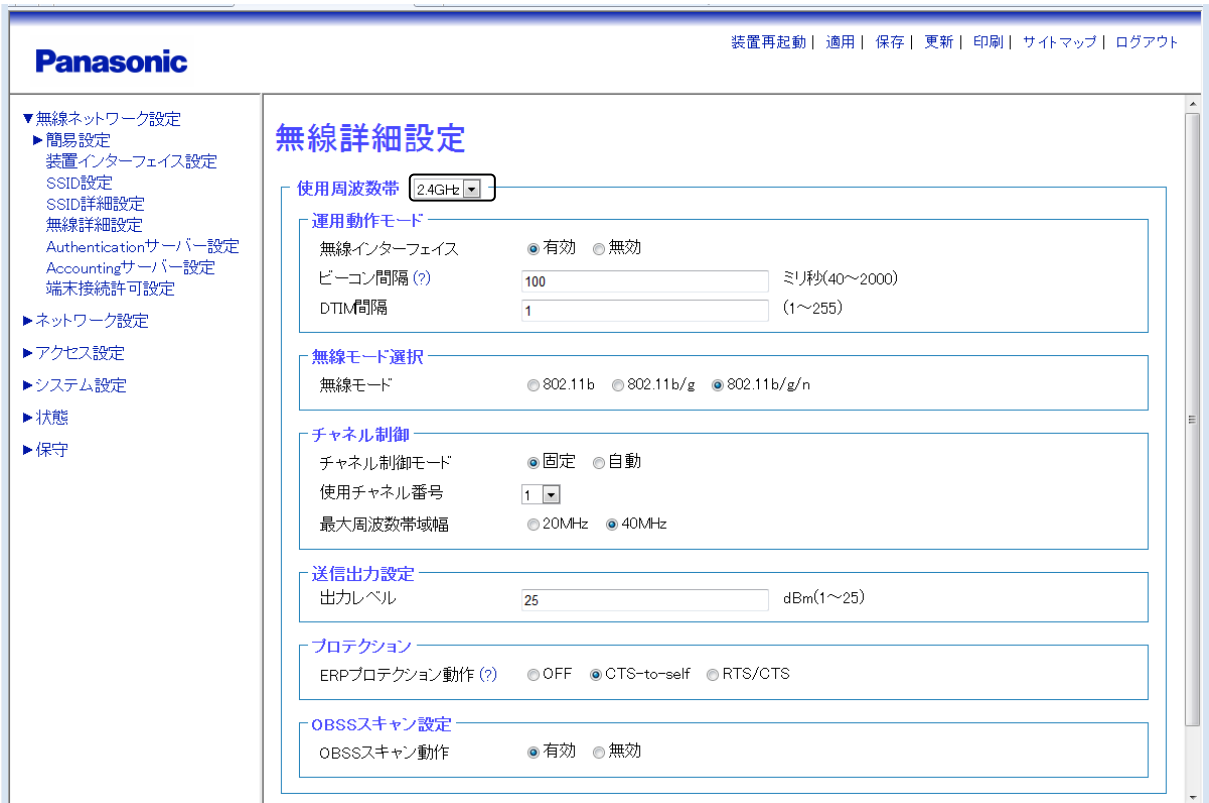 装置再起動 | 適用 | 保存 | 更新 | 印刷 | サイトマップ | ログアウト
Panasonic
▼無線ネットワーク設定
▶簡易設定
装置インターフェイス設定
SSID設定
SSID詳細設定
無線詳細設定
Authenticationサーバー設定
Accountingサーバー設定
端末接続許可設定
▶ネットワーク設定
▶アクセス設定
▶システム設定
▶状態
▶保守
無線詳細設定
使用周波数帯 2.4GHz
運用動作モード
無線インターフェイス 有効 無効
ビーコン間隔 (?) 100 ミリ秒(40～2000)
DTIM間隔 1 (1～255)
無線モード選択
無線モード 802.11b 802.11b/g 802.11b/g/n
チャネル制御
チャネル制御モード 固定 自動
使用チャネル番号 1
最大周波数帯域幅 20MHz 40MHz
送信出力設定
出力レベル 25 dBm(1～25)
プロテクション
ERPプロテクション動作 (?) OFF CTS-to-self RTS/CTS
OBSSスキャン設定
OBSSスキャン動作 有効 無効